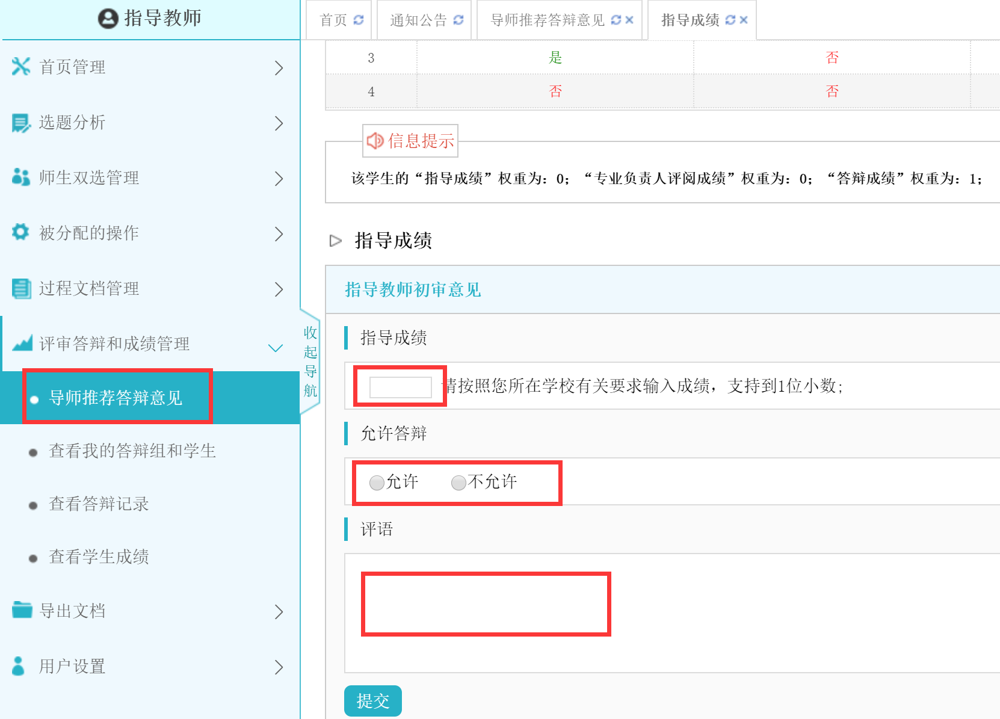 指导教师
首页管理
选题分析
师生双选管理
被分配的操作
过程文档管理
评审答辩和成绩管理
导师推荐答辩意见
查看我的答辩组和学生
查看答辩记录
查看学生成绩
导出文档
用户设置
收起导航
首页 通知公告 导师推荐答辩意见 指导成绩
3 是 否
4 否 否
信息提示
该学生的“指导成绩”权重为：0；“专业负责人评阅成绩”权重为：0；“答辩成绩”权重为：1；
指导成绩
指导教师初审意见
指导成绩
请按照您所在学校有关要求输入成绩，支持到1位小数;
允许答辩
允许 不允许
评语
提交